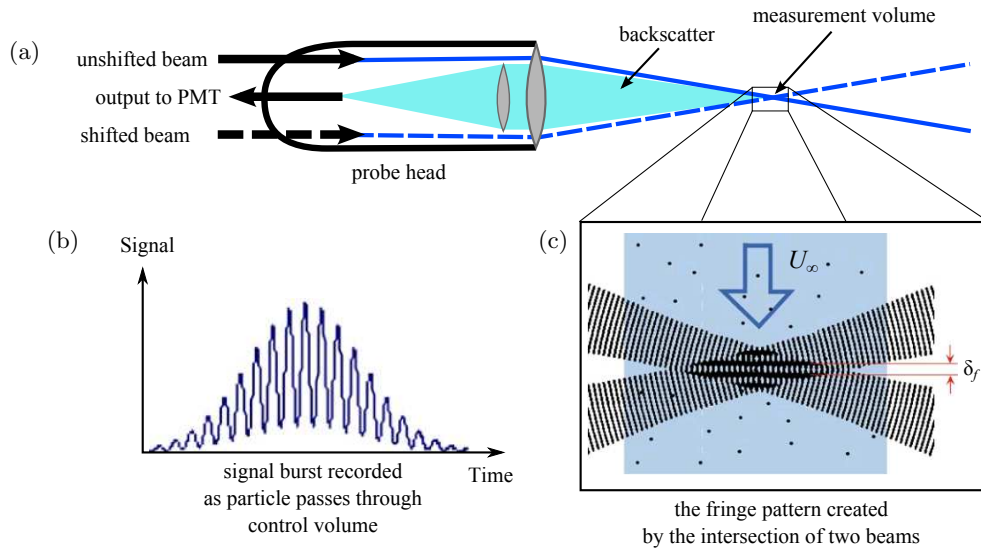 (a)
unshifted beam
output to PMT
shifted beam
probe head
backscatter
measurement volume
(b)
Signal
Time
signal burst recorded
as particle passes through
control volume
(c)
U∞
δf
the fringe pattern created
by the intersection of two beams